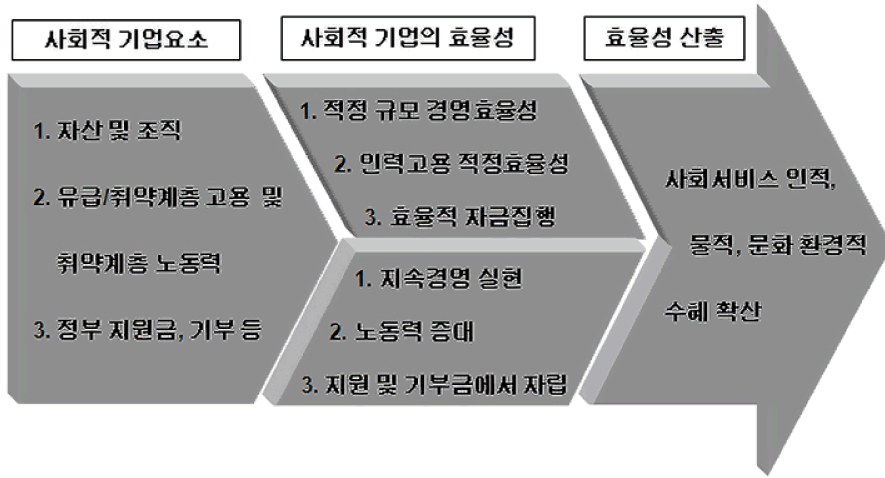 사회적 기업요소
사회적 기업의 효율성
효율성 산출
1. 자산 및 조직
2. 유급/취약계층 고용 및
취약계층 노동력
3. 정부 지원금, 기부 등
1. 적정 규모 경영효율성
2. 인력고용 적정효율성
3. 효율적 자금집행
1. 지속경영 실현
2. 노동력 증대
3. 지원 및 기부금에서 자립
사회서비스 인적,
물적, 문화 환경적
수혜 확산